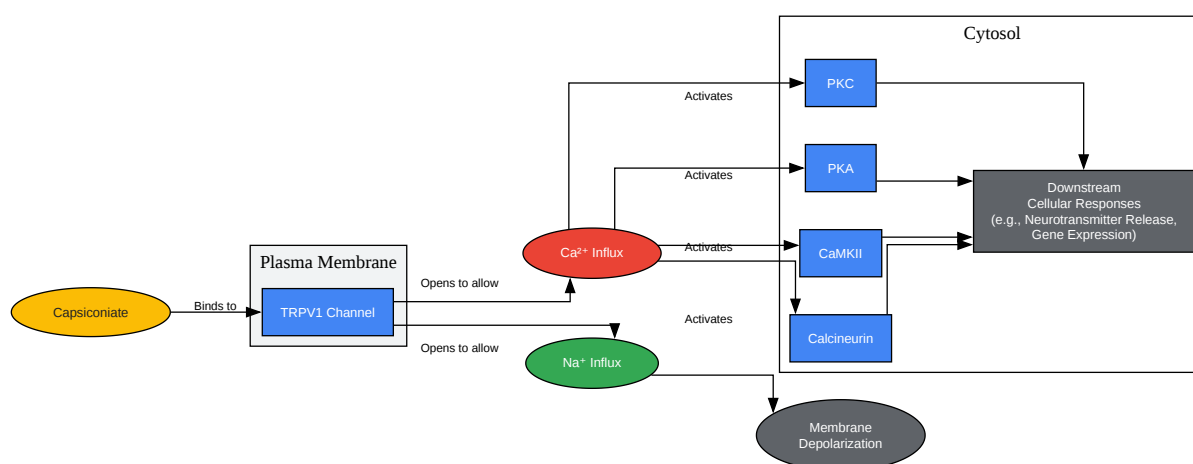 Cytosol
PKC
Activates
PKA
Activates
Downstream
Cellular Responses
(e.g., Neurotransmitter Release,
Gene Expression)
Ca²⁺ Influx
Activates
CaMKII
Plasma Membrane
Opens to allow
Capsiconiate
Binds to
TRPV1 Channel
Activates
Calcineurin
Opens to allow
Na⁺ Influx
Membrane
Depolarization